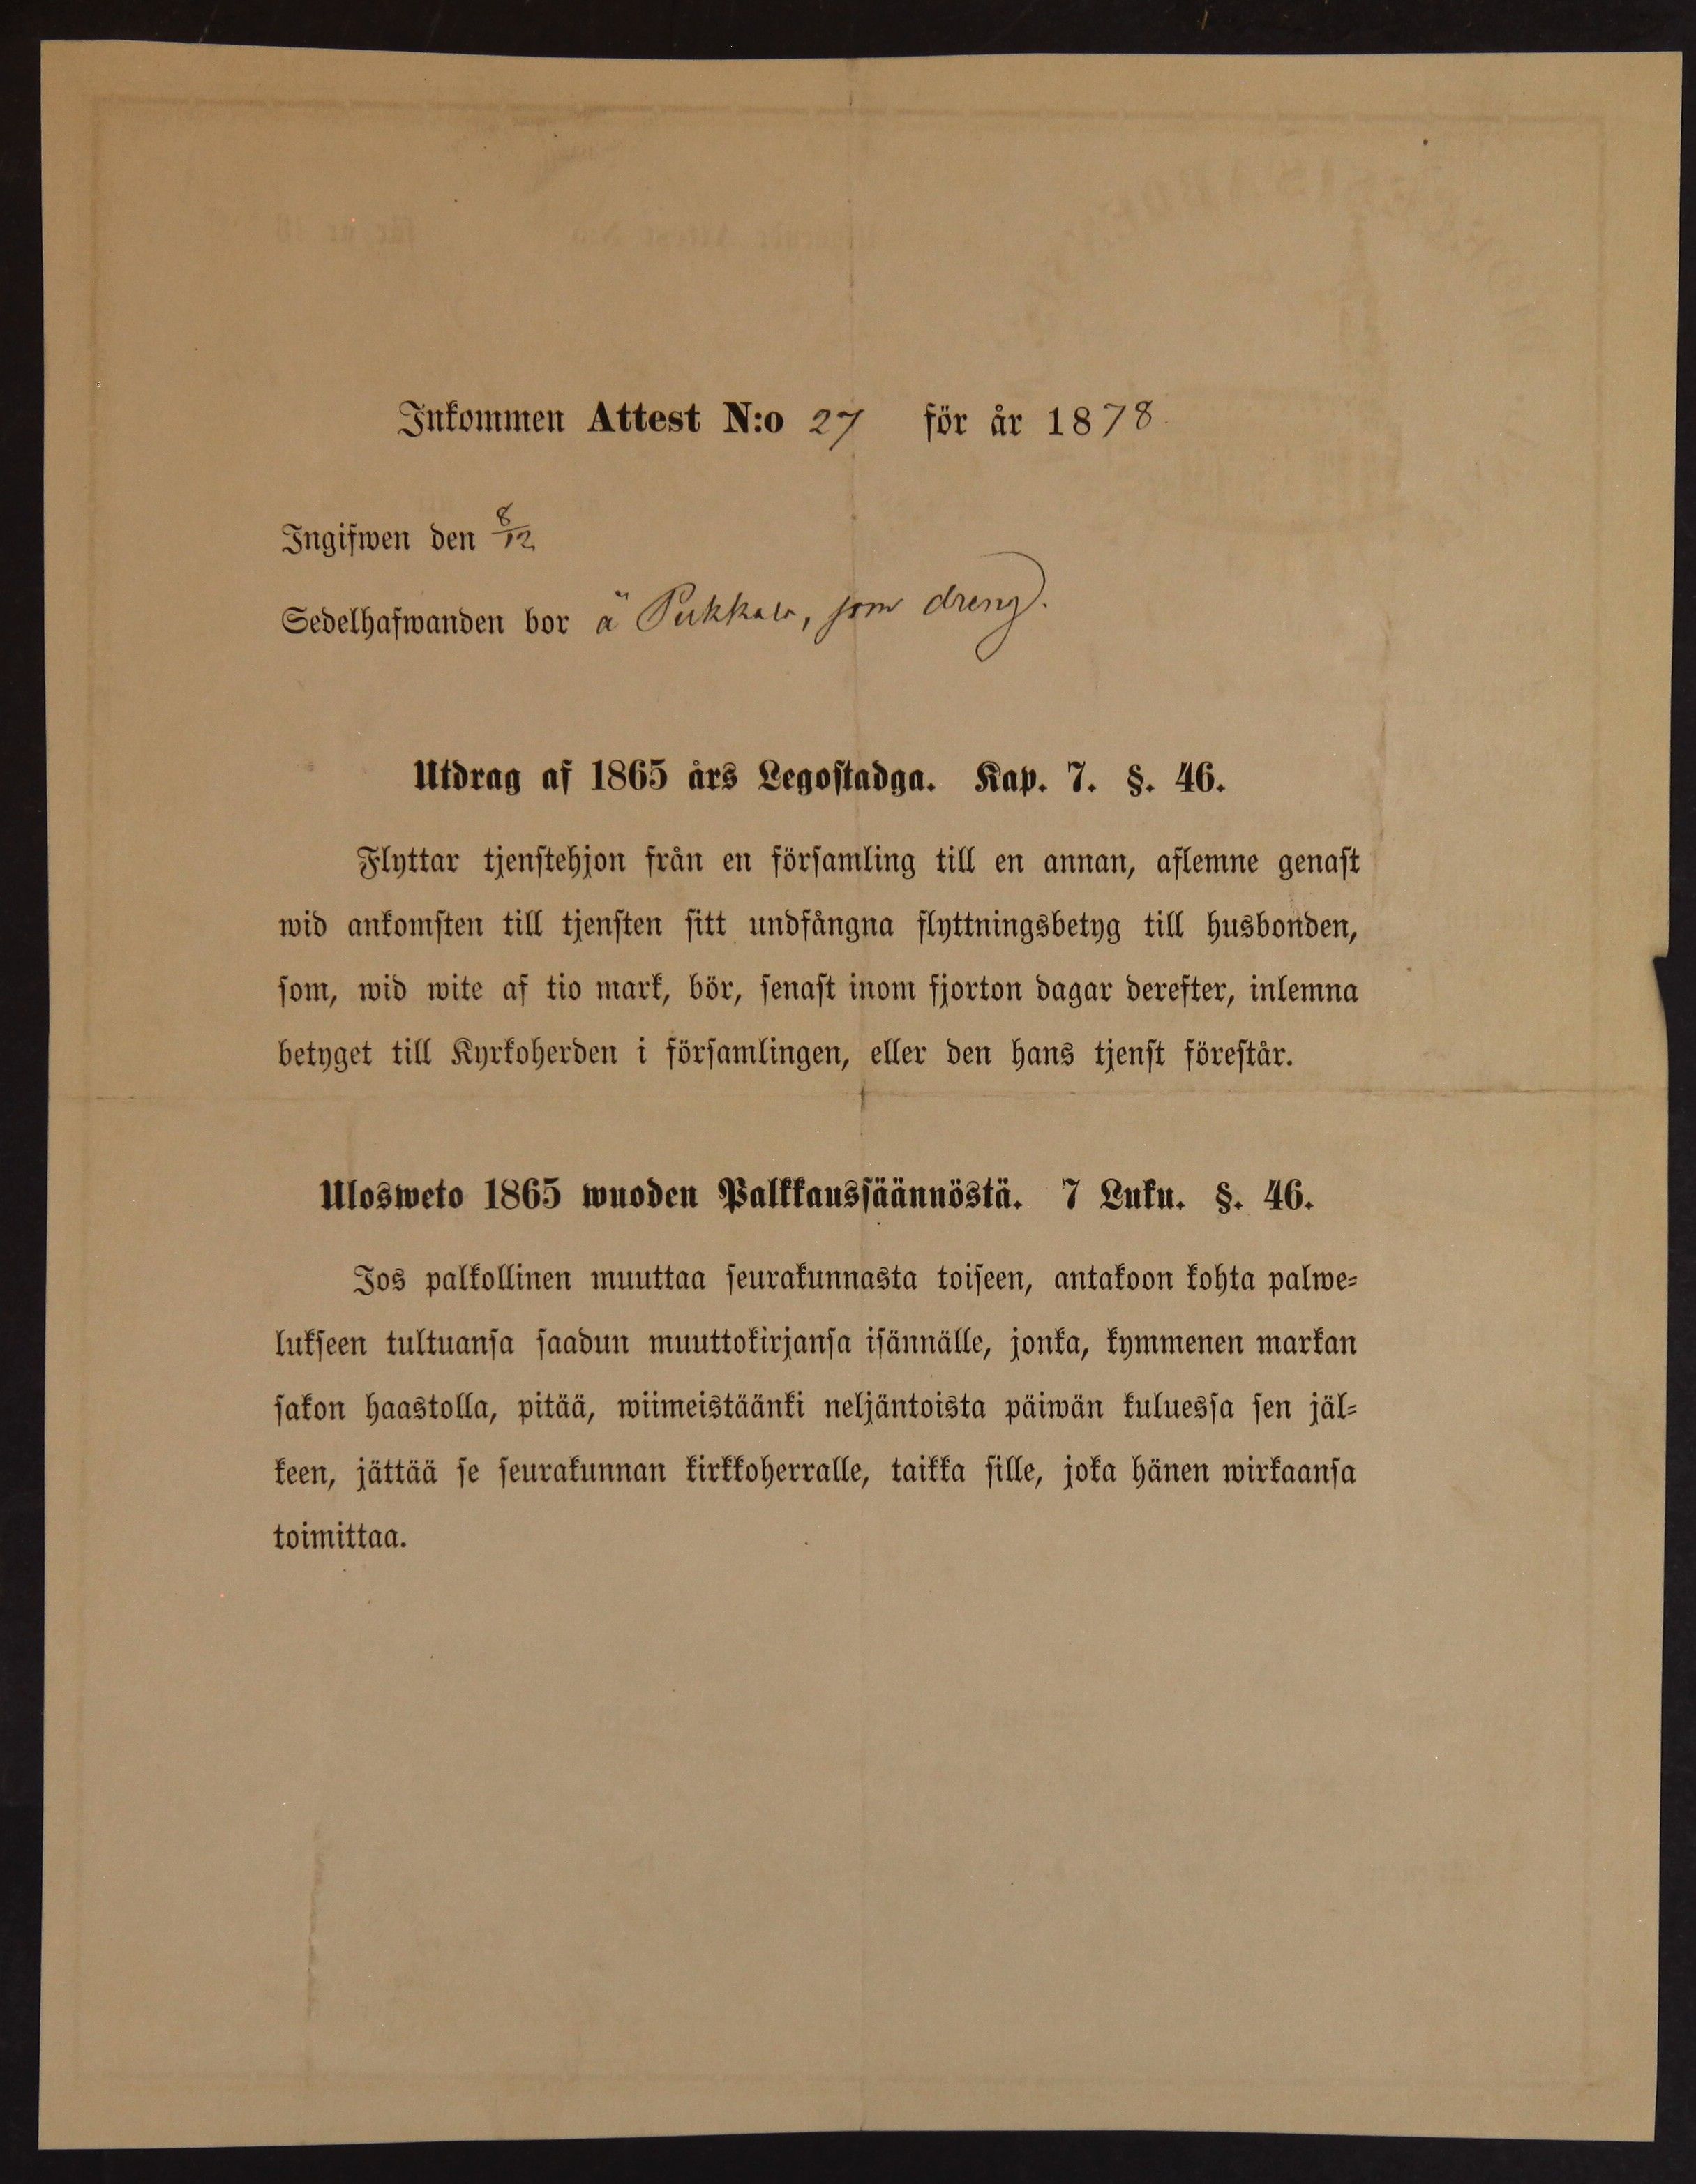 Inkommen Attest N:o 27 för år 1878
Ingifwen den 8/12
Sedelhafwanden bor å Pukkala, som dreng.
Utdrag af 1865 års Legostadga. Kap. 7. §. 46.
Flyttar tjenstehjon från en församling till en annan, aflemne genast
wid ankomsten till tjensten sitt undfångna flyttningsbetyg till husbonden,
som, wid wite af tio mark, bör, senast inom fjorton dagar derefter, inlemna
betyget till Kyrkoherden i församlingen, eller den hans tjenst förestår.
Ulosweto 1865 wuoden Palkkaussäännöstä. 7 Luku. §. 46.
Jos palkollinen muuttaa seurakunnasta toiseen, antakoon kohta palwe=
lukseen tultuansa saadun muuttokirjansa isännälle, jonka, kymmenen markan
sakon haastolla, pitää, wiimeistäänki neljäntoista päiwän kuluessa sen jäl=
keen, jättää se seurakunnan kirkkoherralle, taikka sille, joka hänen wirkaansa
toimittaa.